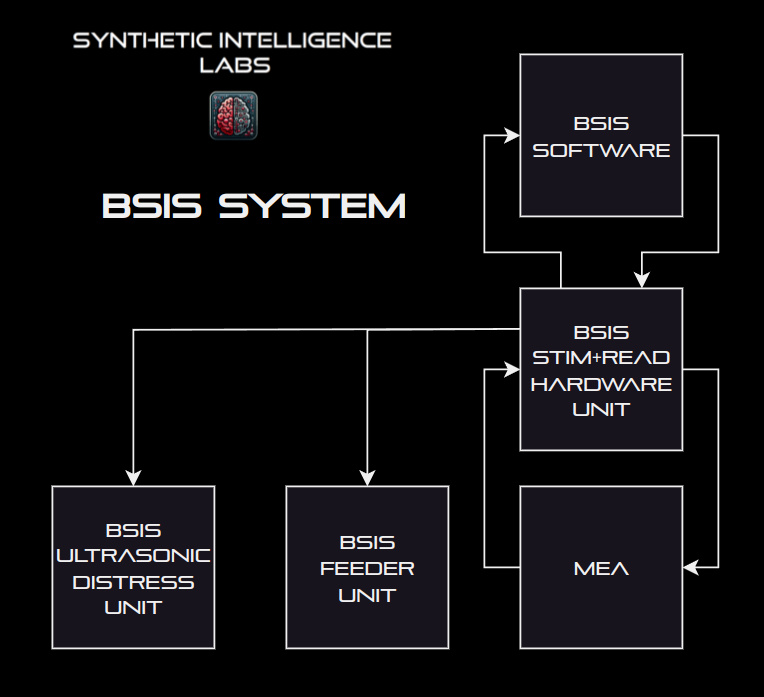 SYNTHETIC INTELLIGENCE
LABS
BSIS SYSTEM
BSIS
SOFTWARE
BSIS
STIM+READ
HARDWARE
UNIT
BSIS
ULTRASONIC
DISTRESS
UNIT
BSIS
FEEDER
UNIT
MEA